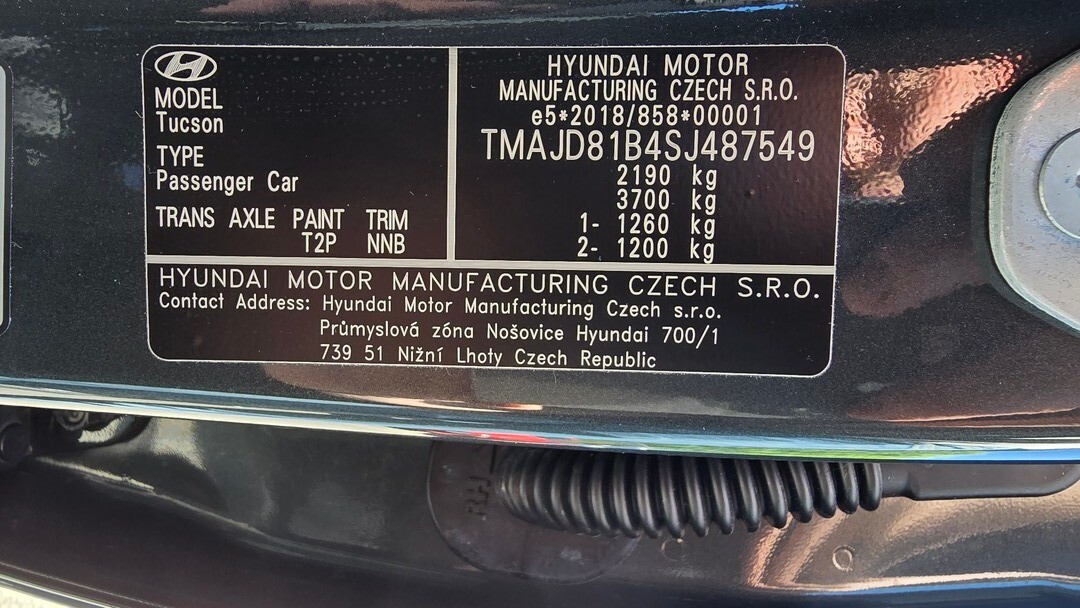 MODEL
Tucson
TYPE
Passenger Car
TRANS AXLE PAINT TRIM
T2P NNB
HYUNDAI MOTOR
MANUFACTURING CZECH S.R.O.
e5*2018/858*00001
TMAJD81B4SJ487549
2190 kg
3700 kg
1- 1260 kg
2- 1200 kg
HYUNDAI MOTOR MANUFACTURING CZECH S.R.O.
Contact Address: Hyundai Motor Manufacturing Czech s.r.o.
Průmyslová zóna Nošovice Hyundai 700/1
739 51 Nižní Lhoty Czech Republic